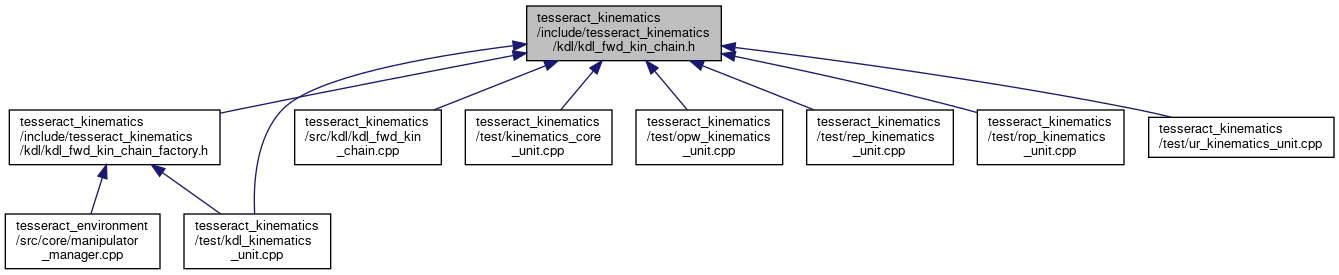 tesseract_kinematics
/include/tesseract_kinematics
/kdl/kdl_fwd_kin_chain.h
tesseract_kinematics
/include/tesseract_kinematics
/kdl/kdl_fwd_kin_chain_factory.h
tesseract_kinematics
/src/kdl/kdl_fwd_kin
_chain.cpp
tesseract_kinematics
/test/kinematics_core
_unit.cpp
tesseract_kinematics
/test/opw_kinematics
_unit.cpp
tesseract_kinematics
/test/rep_kinematics
_unit.cpp
tesseract_kinematics
/test/rop_kinematics
_unit.cpp
tesseract_kinematics
/test/ur_kinematics_unit.cpp
tesseract_environment
/src/core/manipulator
_manager.cpp
tesseract_kinematics
/test/kdl_kinematics
_unit.cpp